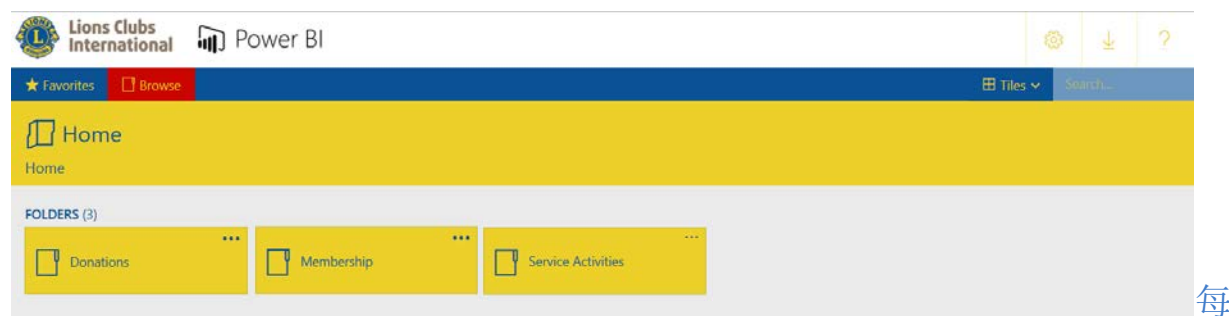 Lions Clubs
International
Power BI
?
Favorites
Browse
Tiles
Search...
Home
Home
FOLDERS (3)
Donations
Membership
Service Activities
每